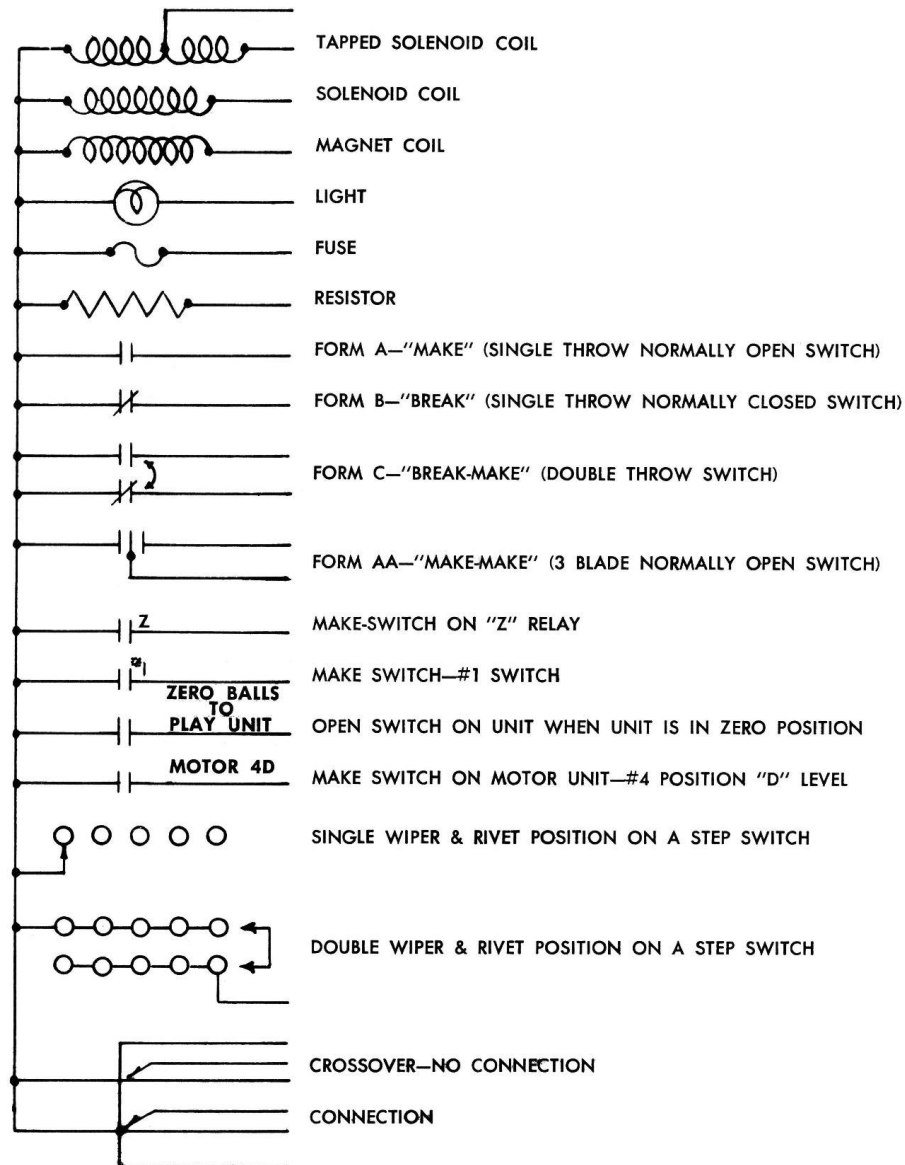 TAPPED SOLENOID COIL
SOLENOID COIL
MAGNET COIL
LIGHT
FUSE
RESISTOR
FORM A—"MAKE" (SINGLE THROW NORMALLY OPEN SWITCH)
FORM B—"BREAK" (SINGLE THROW NORMALLY CLOSED SWITCH)
FORM C—"BREAK-MAKE" (DOUBLE THROW SWITCH)
FORM AA—"MAKE-MAKE" (3 BLADE NORMALLY OPEN SWITCH)
Z
MAKE-SWITCH ON "Z" RELAY
#1
MAKE SWITCH—#1 SWITCH
ZERO BALLS
TO
PLAY UNIT
OPEN SWITCH ON UNIT WHEN UNIT IS IN ZERO POSITION
MOTOR 4D
MAKE SWITCH ON MOTOR UNIT—#4 POSITION "D" LEVEL
SINGLE WIPER & RIVET POSITION ON A STEP SWITCH
DOUBLE WIPER & RIVET POSITION ON A STEP SWITCH
CROSSOVER—NO CONNECTION
CONNECTION